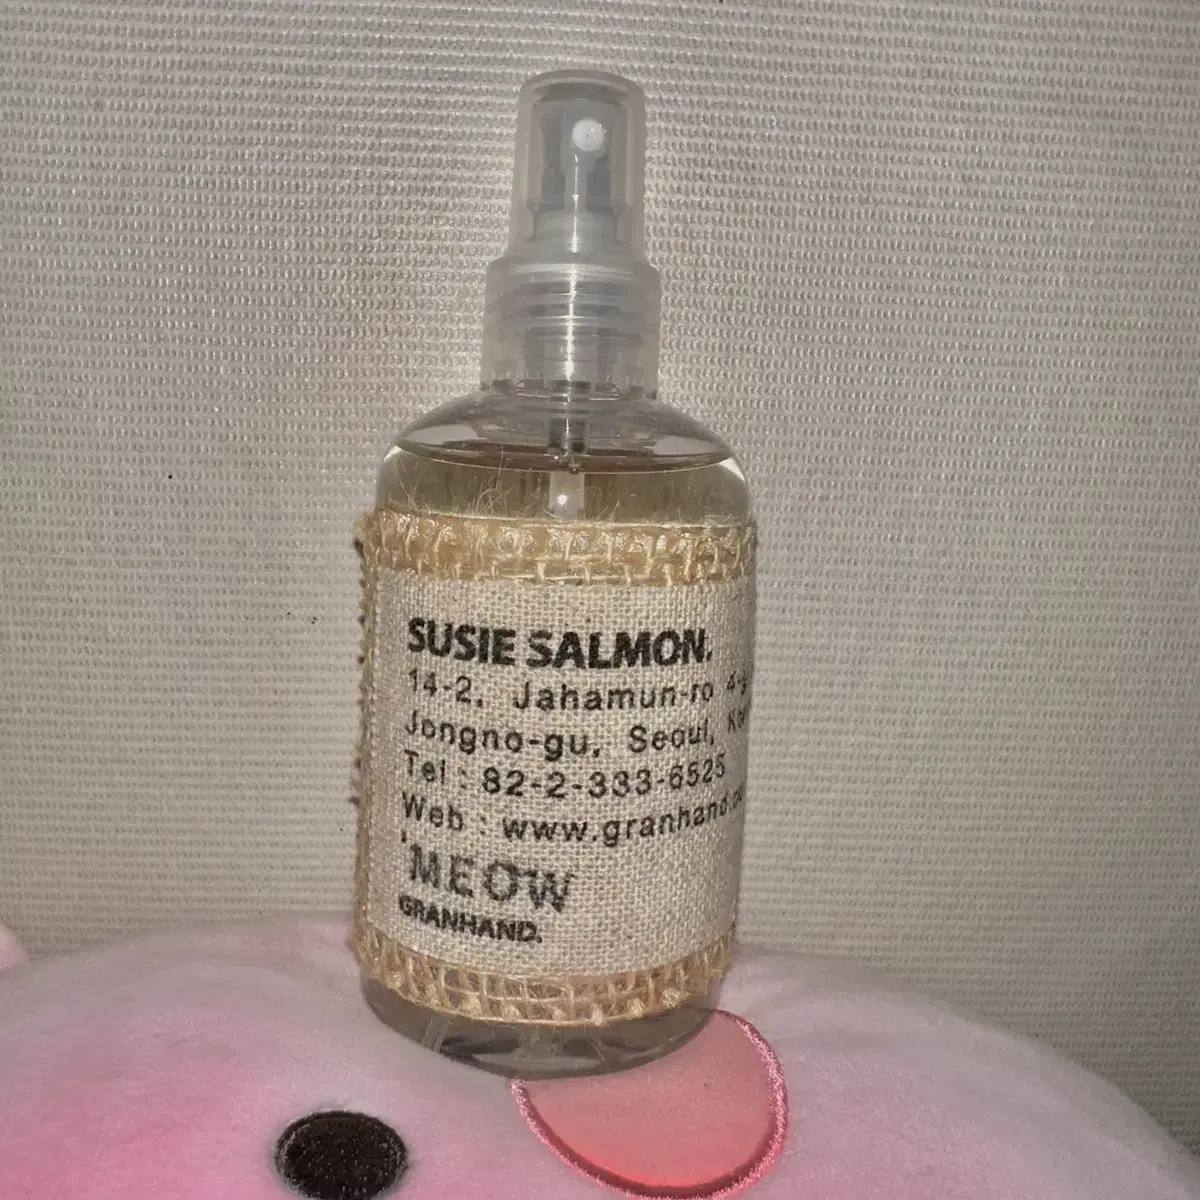 SUSIE SALMON.
14-2, Jahamun-ro
Jongno-gu, Seoul,
Tel : 82-2-333-6525
Web : www.granhand.co
'MEOW
GRANHAND.